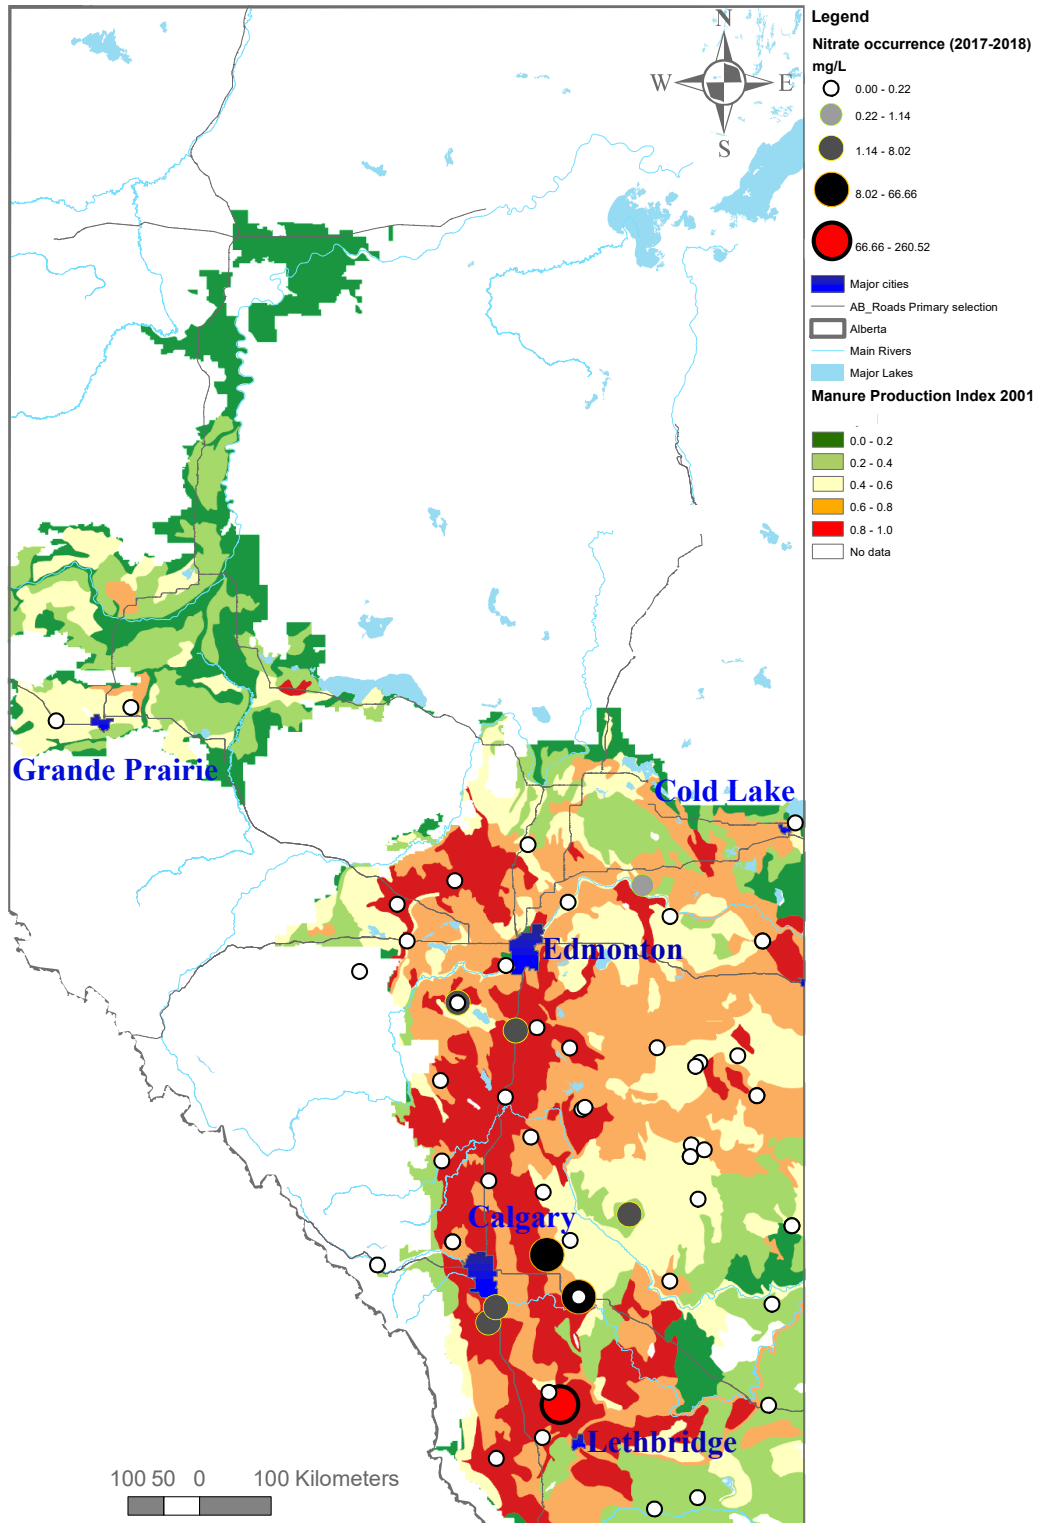 N
W
E
S
Legend
Nitrate occurrence (2017-2018)
mg/L
0.00 - 0.22
0.22 - 1.14
1.14 - 8.02
8.02 - 66.66
66.66 - 260.52
Major cities
AB_Roads Primary selection
Alberta
Main Rivers
Major Lakes
Manure Production Index 2001
0.0 - 0.2
0.2 - 0.4
0.4 - 0.6
0.6 - 0.8
0.8 - 1.0
No data
Grande Prairie
Cold Lake
Edmonton
Calgary
Lethbridge
100 50 0 100 Kilometers